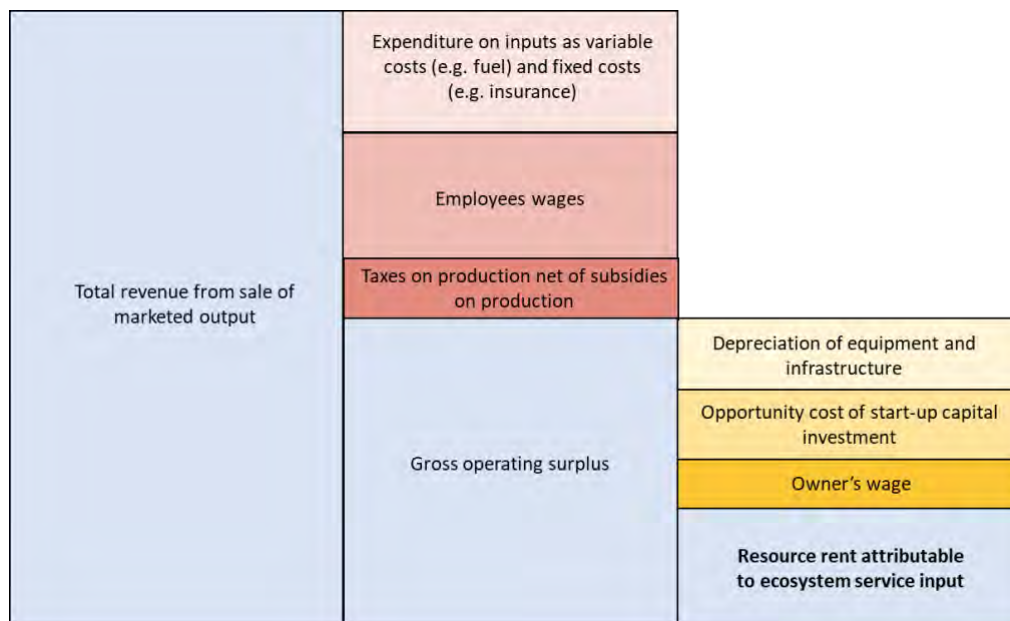 Expenditure on inputs as variable
costs (e.g. fuel) and fixed costs
(e.g. insurance)
Employees wages
Taxes on production net of subsidies
on production
Total revenue from sale of
marketed output
Depreciation of equipment and
infrastructure
Opportunity cost of start-up capital
investment
Gross operating surplus
Owner's wage
Resource rent attributable
to ecosystem service input